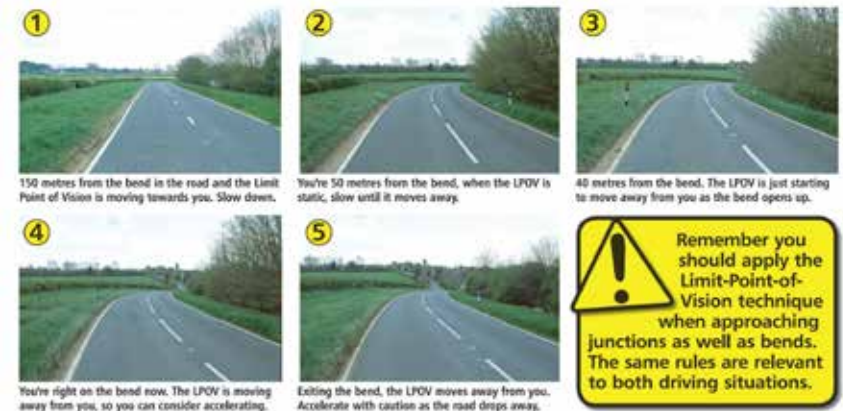 1
150 metres from the bend in the road and the Limit
Point of Vision is moving towards you. Slow down.
2
You're 50 metres from the bend, when the LPOV is
static, slow until it moves away.
3
40 metres from the bend. The LPOV is just starting
to move away from you as the bend opens up.
4
You're right on the bend now. The LPOV is moving
away from you, so you can consider accelerating.
5
Exiting the bend, the LPOV moves away from you.
Accelerate with caution as the road drops away.
Remember you
should apply the
Limit-Point-of-
Vision technique
when approaching
junctions as well as bends.
The same rules are relevant
to both driving situations.